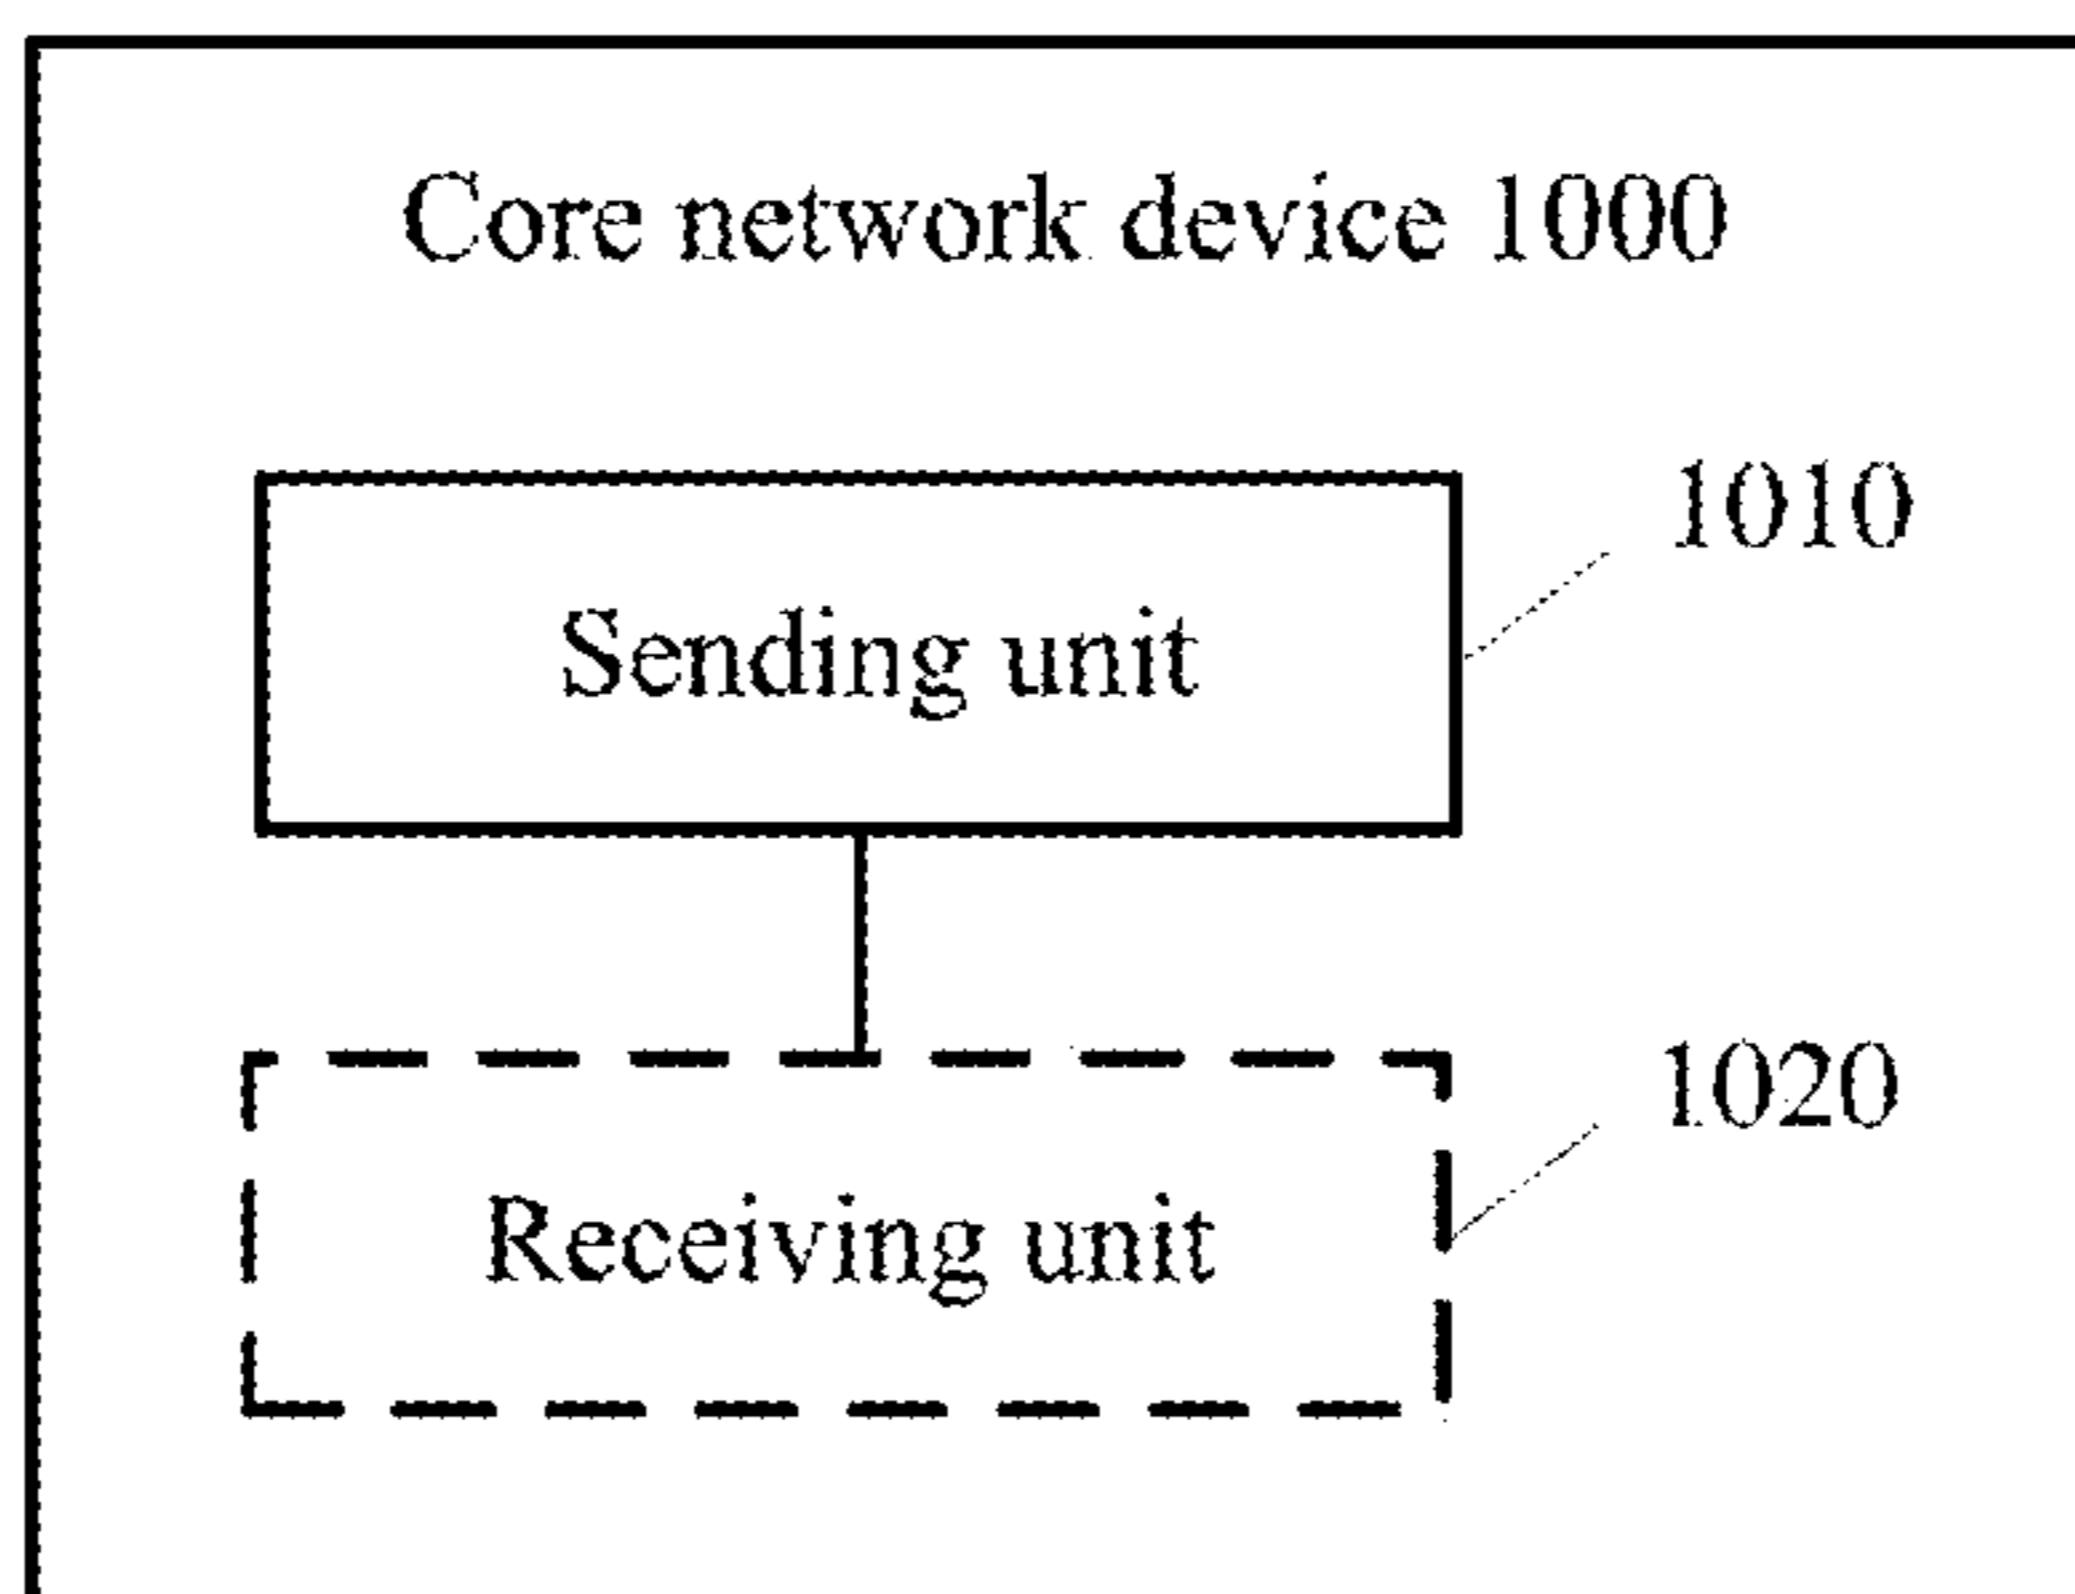 Core network device 1000
1010
Sending unit
1020
Receiving unit